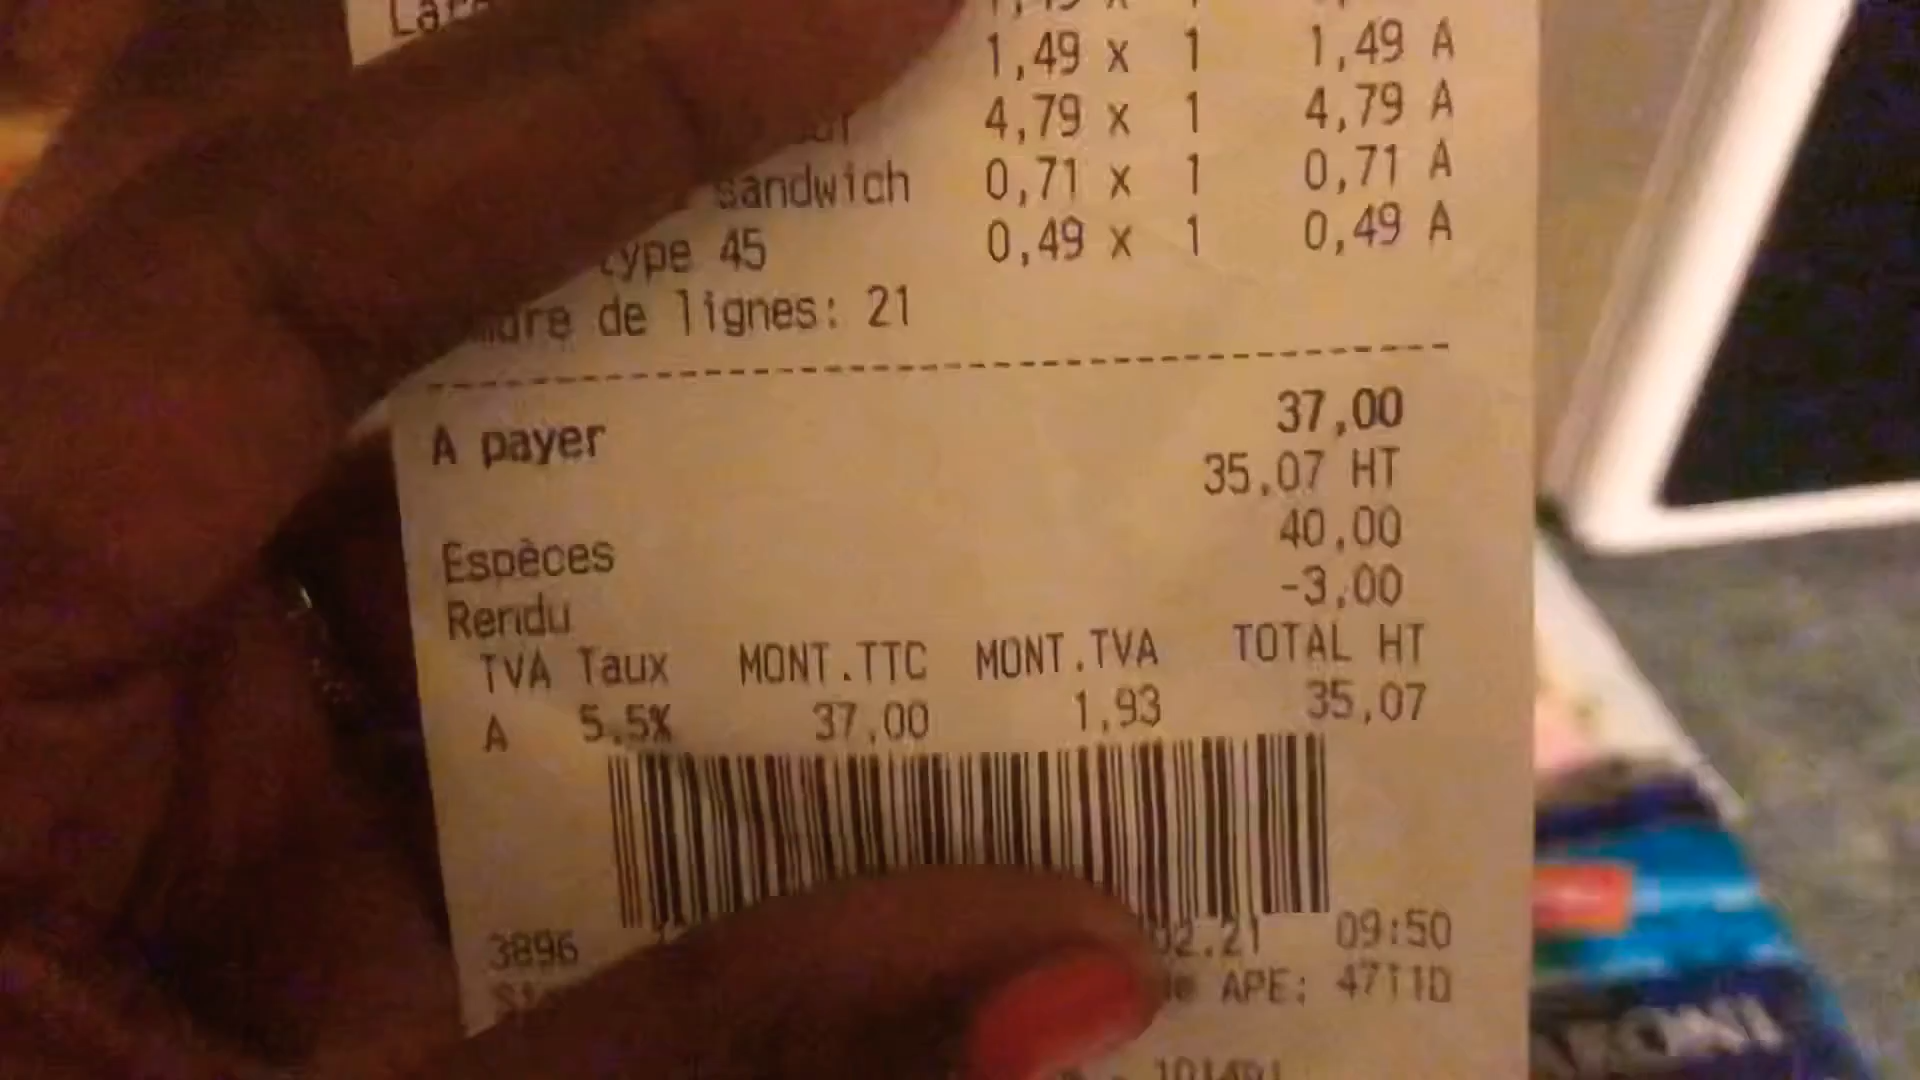 1,49 x 1 1,49 A
4,79 x 1 4,79 A
sandwich 0,71 x 1 0,71 A
type 45 0,49 x 1 0,49 A
de lignes: 21
A payer 37,00
35,07 HT
Espèces 40,00
Rendu -3,00
TVA Taux MONT.TTC MONT.TVA TOTAL HT
A 5,5% 37,00 1,93 35,07
3896 02.21 09:50
APE: 4711D